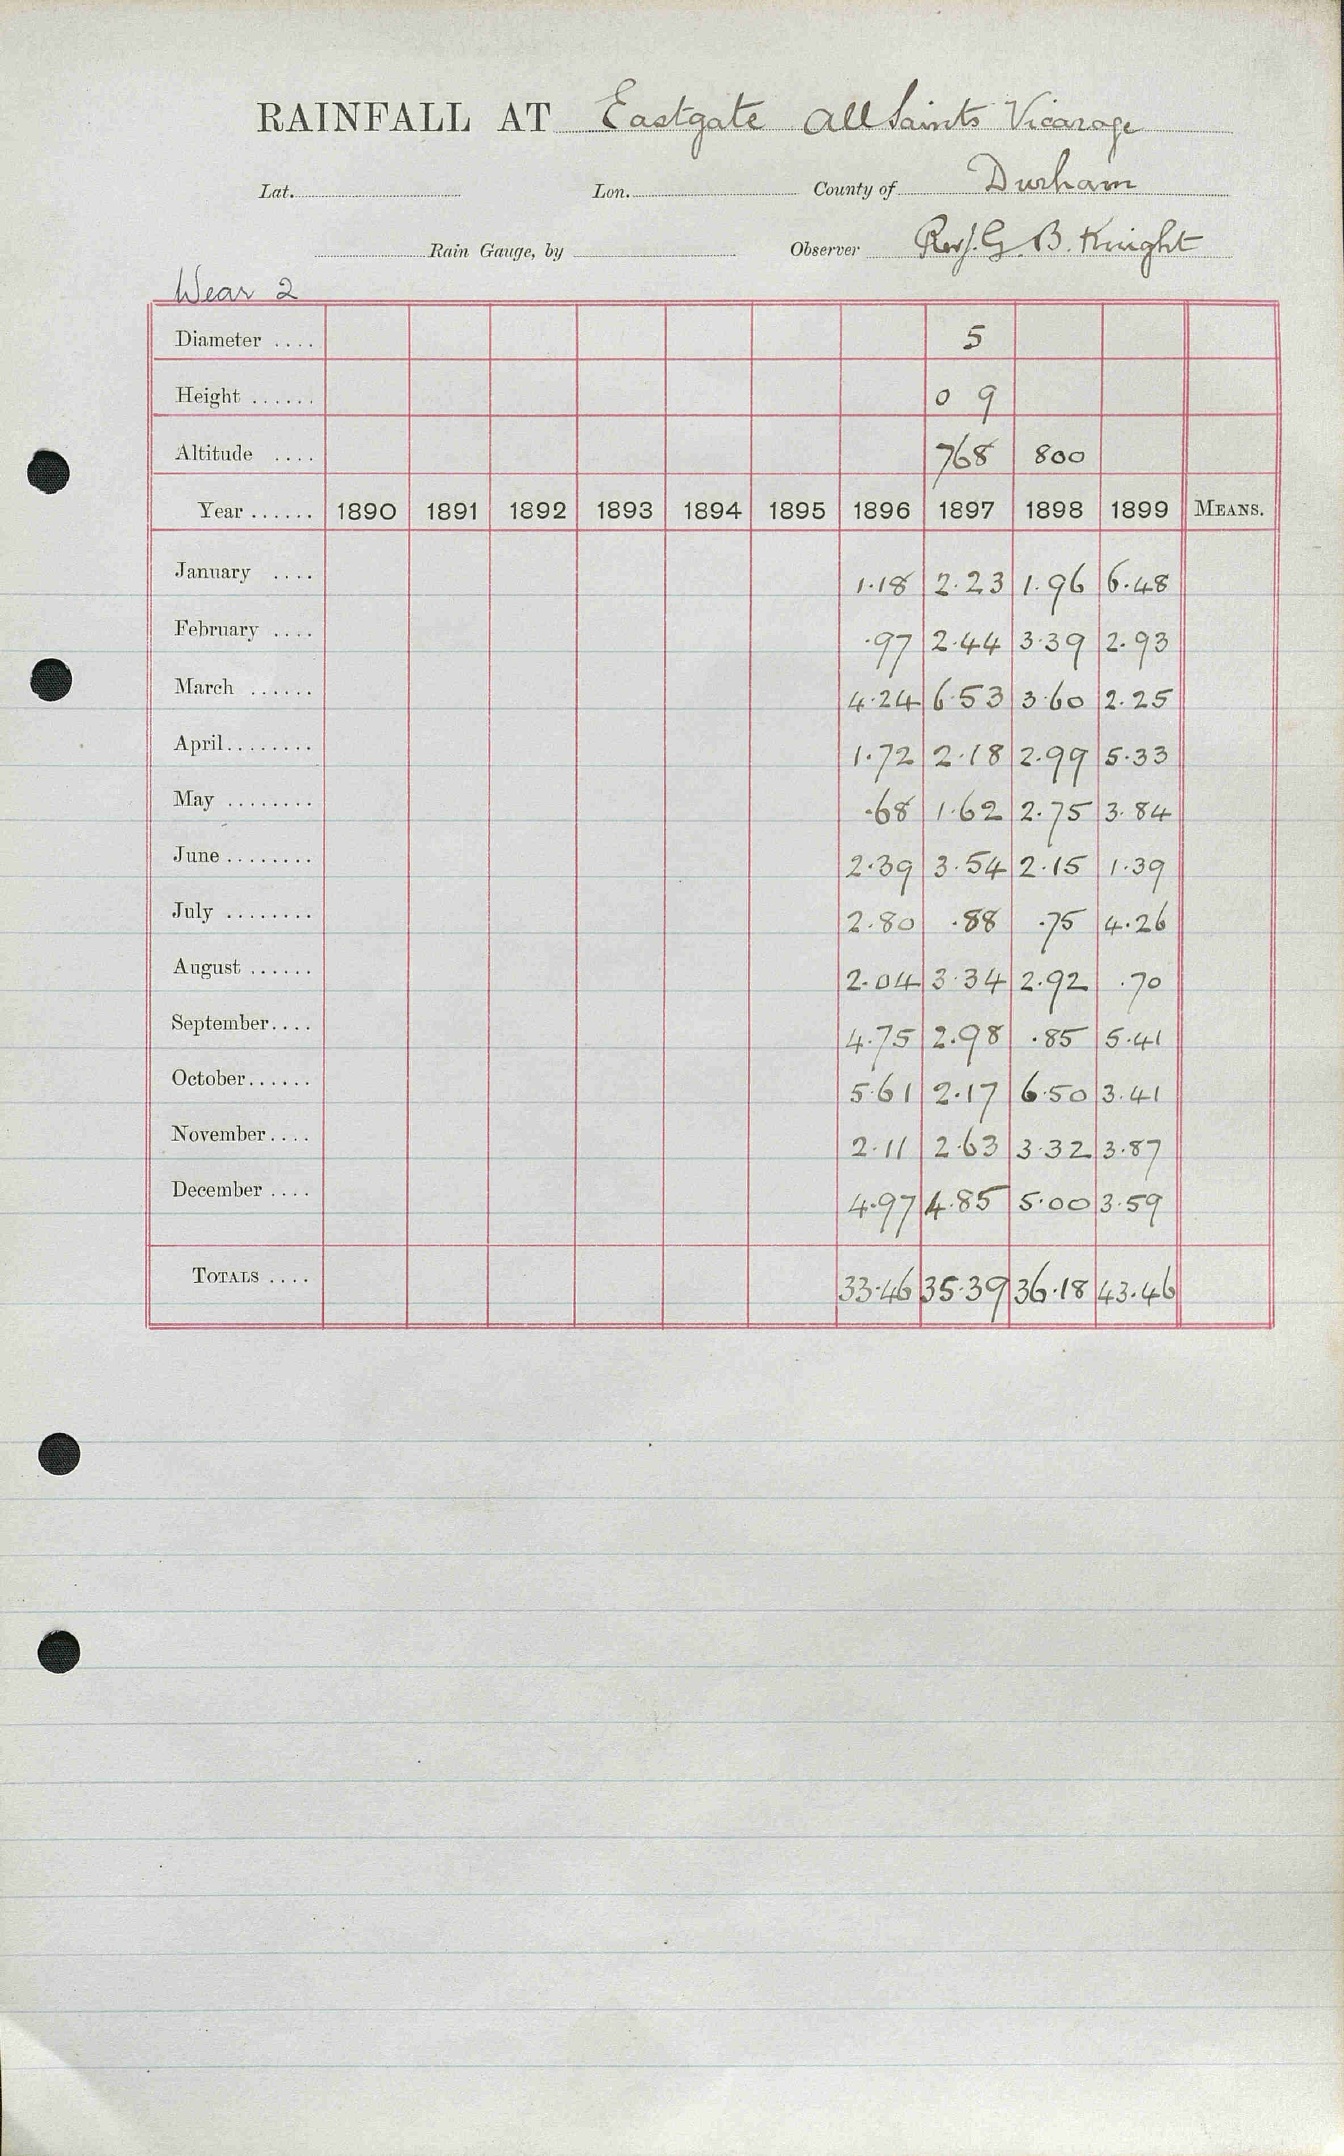 RAINFALL AT Eastgate All Saints Vicarage
Lat. Lon. County of Durham
Rain Gauge, by Observer Rev J. G. B. Knight
Wear 2
Diameter .... 5
Height ...... 0 9
Altitude .... 768 800
Year ...... 1890 1891 1892 1893 1894 1895 1896 1897 1898 1899 MEANS.
January .... 1.18 2.23 1.96 6.48
February .... .97 2.44 3.39 2.93
March ...... 4.24 6.53 3.60 2.25
April........ 1.72 2.18 2.99 5.33
May ........ .68 1.62 2.75 3.84
June ........ 2.39 3.54 2.15 1.39
July ........ 2.80 .88 .75 4.26
August ...... 2.04 3.34 2.92 .70
September.... 4.75 2.98 .85 5.41
October...... 5.61 2.17 6.50 3.41
November.... 2.11 2.63 3.32 3.87
December .... 4.97 4.85 5.00 3.59
TOTALS .... 33.46 35.39 36.18 43.46